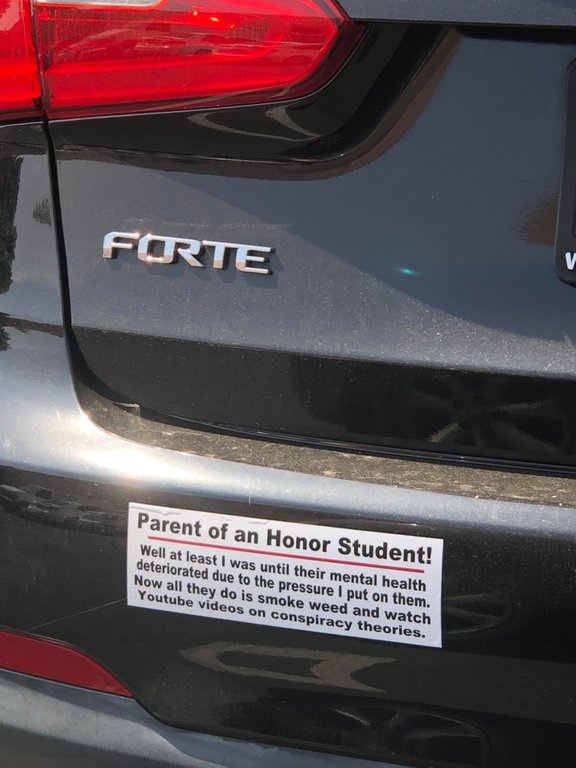 FORTE
Parent of an Honor Student!
Well at least I was until their mental health
deteriorated due to the pressure I put on them.
Now all they do is smoke weed and watch
Youtube videos on conspiracy theories.